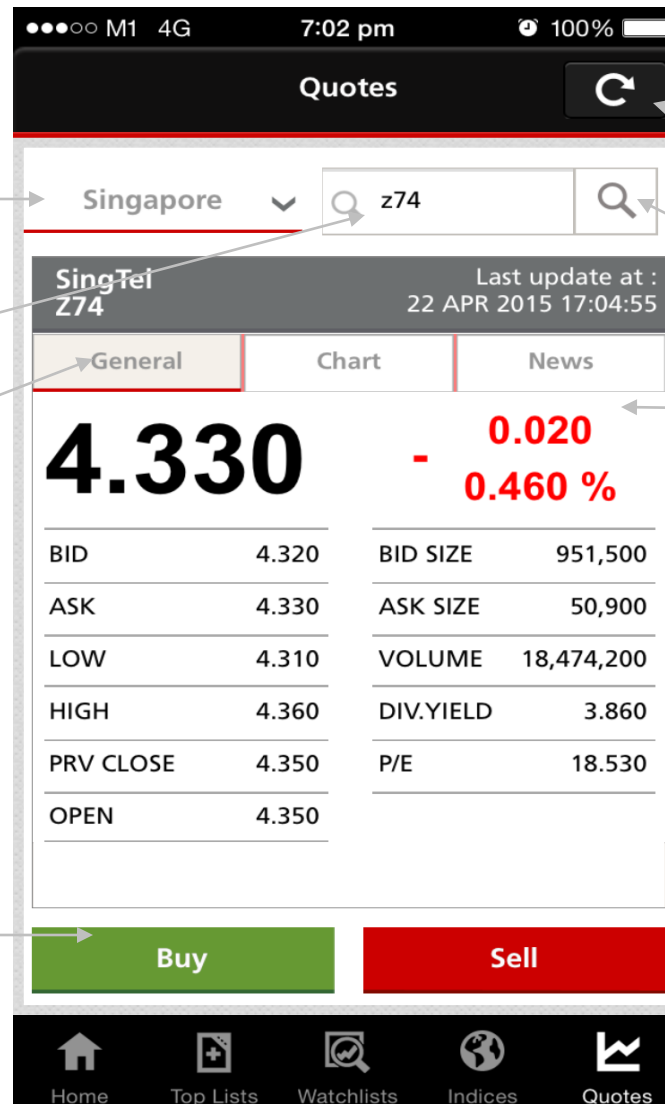 M1 4G 7:02 pm 100%
Quotes
Singapore z74
SingTel Last update at :
Z74 22 APR 2015 17:04:55
General Chart News
4.330 - 0.020
0.460 %
BID 4.320 BID SIZE 951,500
ASK 4.330 ASK SIZE 50,900
LOW 4.310 VOLUME 18,474,200
HIGH 4.360 DIV.YIELD 3.860
PRV CLOSE 4.350 P/E 18.530
OPEN 4.350
Buy Sell
Home Top Lists Watchlists Indices Quotes